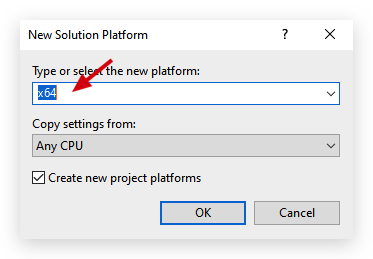 New Solution Platform
Type or select the new platform:
x64
Copy settings from:
Any CPU
Create new project platforms
OK
Cancel